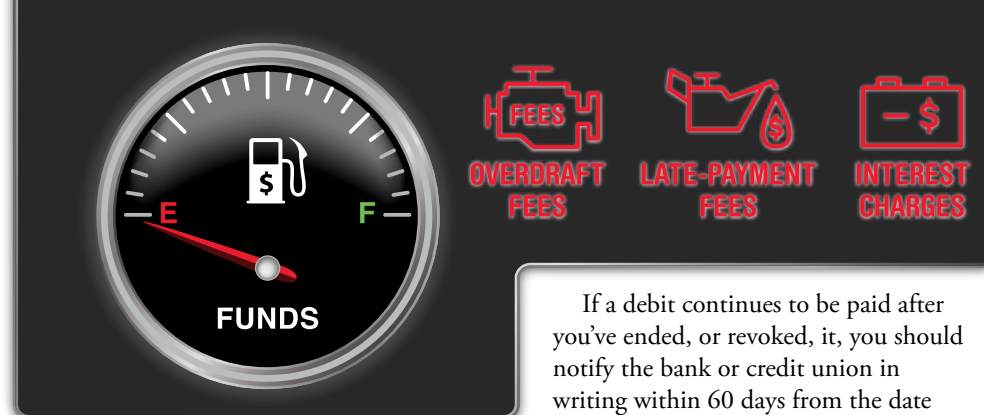 FEES
OVERDRAFT
FEES
$
LATE-PAYMENT
FEES
– $
INTEREST
CHARGES
$
E
F
FUNDS
If a debit continues to be paid after
you’ve ended, or revoked, it, you should
notify the bank or credit union in
writing within 60 days from the date